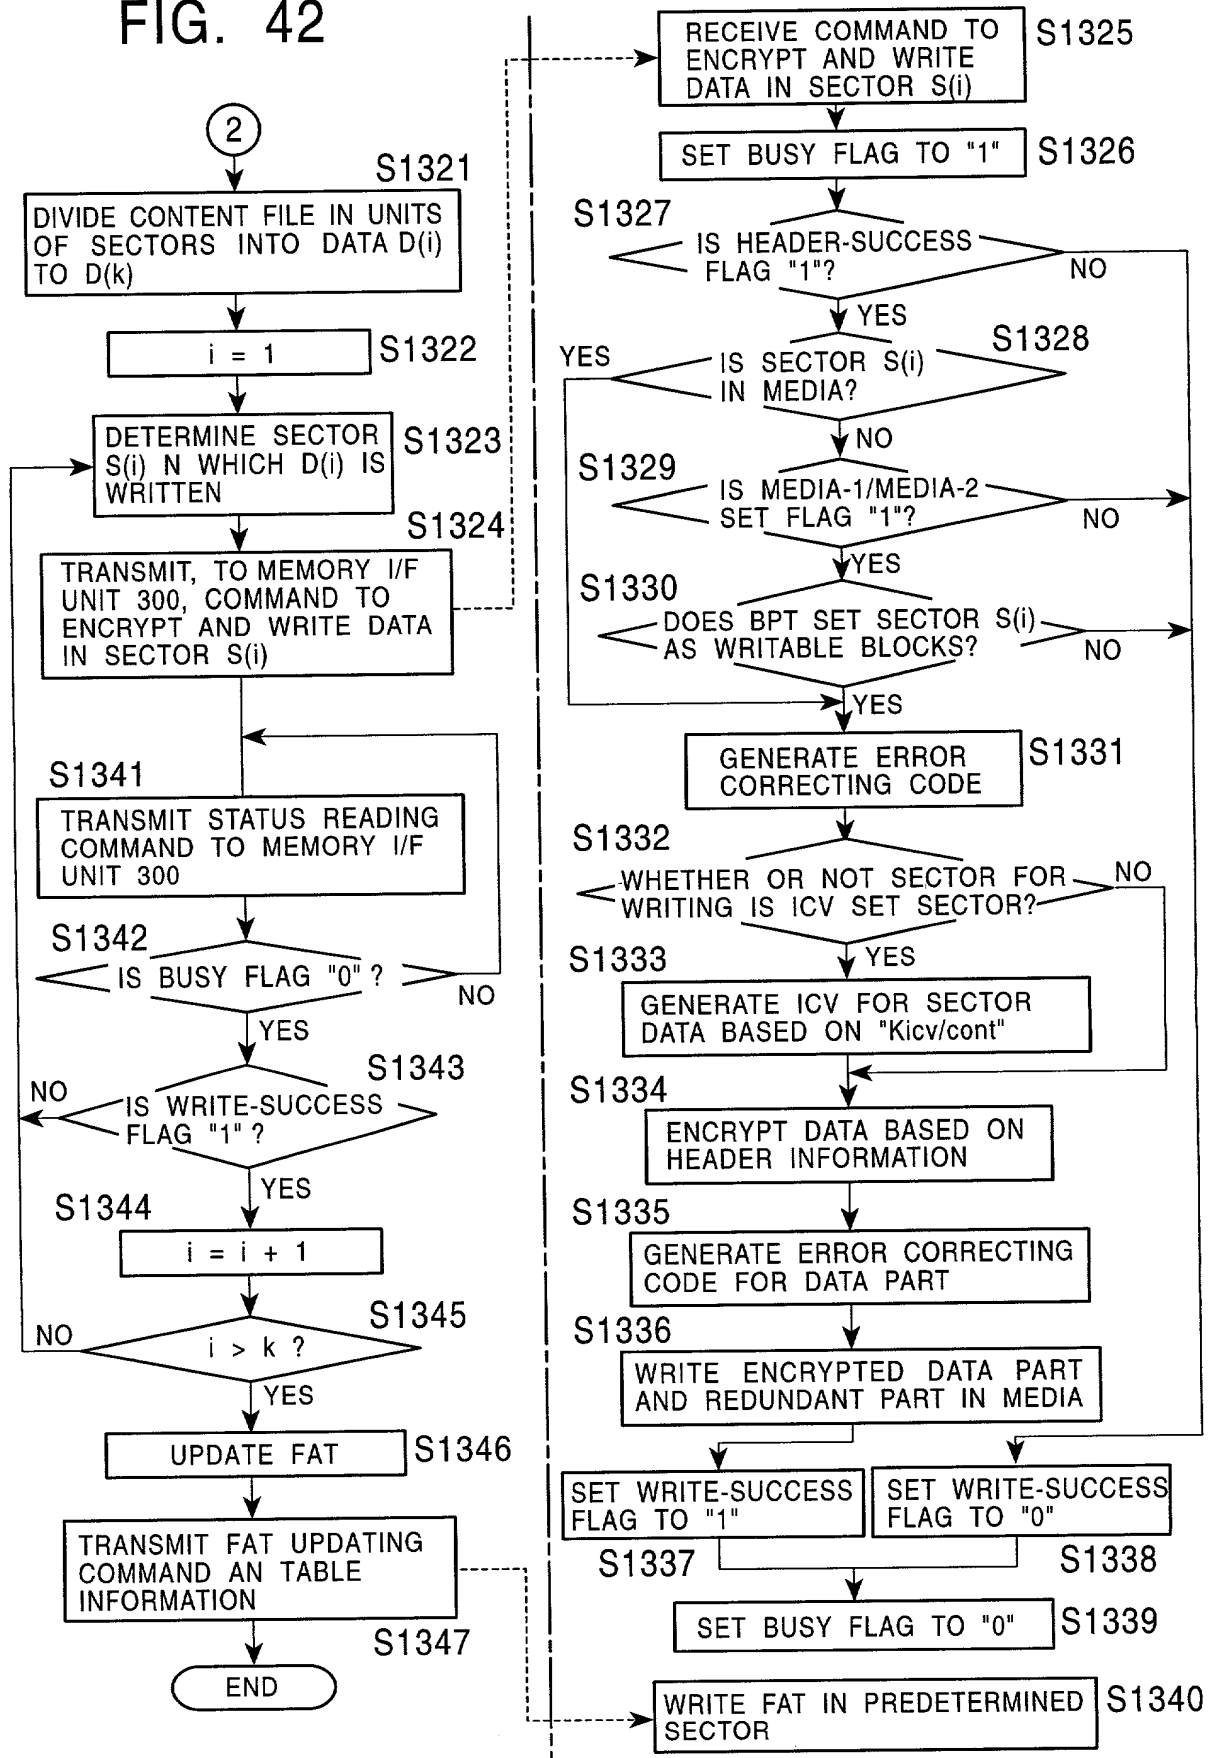 FIG. 42
2
S1321
DIVIDE CONTENT FILE IN UNITS
OF SECTORS INTO DATA D(i)
TO D(k)
i = 1
S1322
DETERMINE SECTOR
S(i) N WHICH D(i) IS
WRITTEN
S1323
S1324
TRANSMIT, TO MEMORY I/F
UNIT 300, COMMAND TO
ENCRYPT AND WRITE DATA
IN SECTOR S(i)
S1341
TRANSMIT STATUS READING
COMMAND TO MEMORY I/F
UNIT 300
S1342
IS BUSY FLAG "0" ?
NO
YES
S1343
NO
IS WRITE-SUCCESS
FLAG "1" ?
YES
S1344
i = i + 1
S1345
NO
i > k ?
YES
UPDATE FAT
S1346
TRANSMIT FAT UPDATING
COMMAND AN TABLE
INFORMATION
S1347
END
RECEIVE COMMAND TO
ENCRYPT AND WRITE
DATA IN SECTOR S(i)
S1325
SET BUSY FLAG TO "1"
S1326
S1327
IS HEADER-SUCCESS
FLAG "1"?
NO
YES
S1328
YES
IS SECTOR S(i)
IN MEDIA?
NO
S1329
IS MEDIA-1/MEDIA-2
SET FLAG "1"?
NO
YES
S1330
DOES BPT SET SECTOR S(i)
AS WRITABLE BLOCKS?
NO
YES
GENERATE ERROR
CORRECTING CODE
S1331
S1332
WHETHER OR NOT SECTOR FOR
WRITING IS ICV SET SECTOR?
NO
YES
S1333
GENERATE ICV FOR SECTOR
DATA BASED ON "Kicv/cont"
S1334
ENCRYPT DATA BASED ON
HEADER INFORMATION
S1335
GENERATE ERROR CORRECTING
CODE FOR DATA PART
S1336
WRITE ENCRYPTED DATA PART
AND REDUNDANT PART IN MEDIA
SET WRITE-SUCCESS
FLAG TO "1"
S1337
SET WRITE-SUCCESS
FLAG TO "0"
S1338
SET BUSY FLAG TO "0"
S1339
WRITE FAT IN PREDETERMINED
SECTOR
S1340